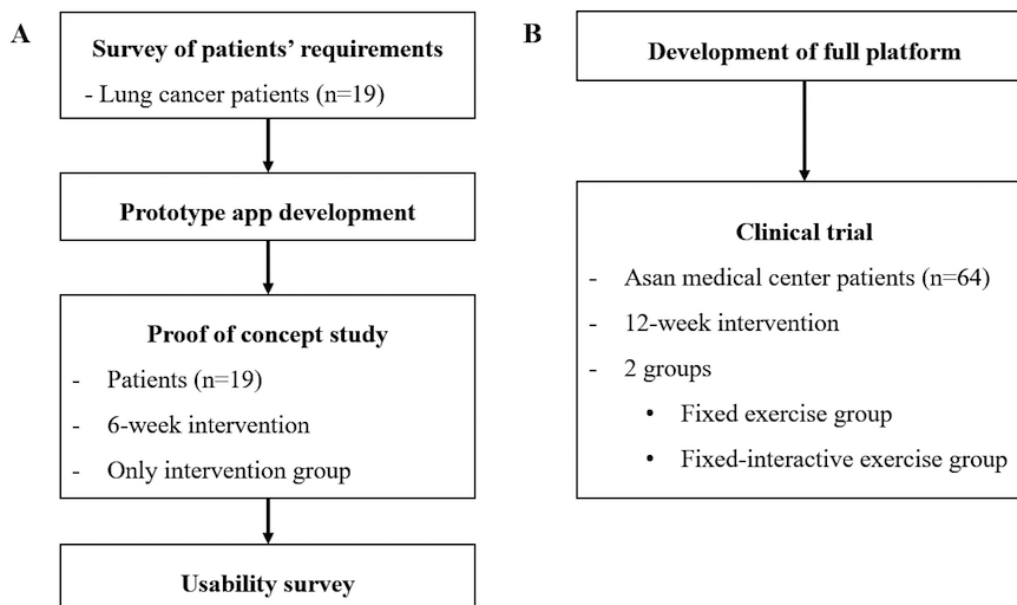 A
Survey of patients’ requirements
- Lung cancer patients (n=19)
Prototype app development
Proof of concept study
- Patients (n=19)
- 6-week intervention
- Only intervention group
Usability survey
B
Development of full platform
Clinical trial
- Asan medical center patients (n=64)
- 12-week intervention
- 2 groups
• Fixed exercise group
• Fixed-interactive exercise group